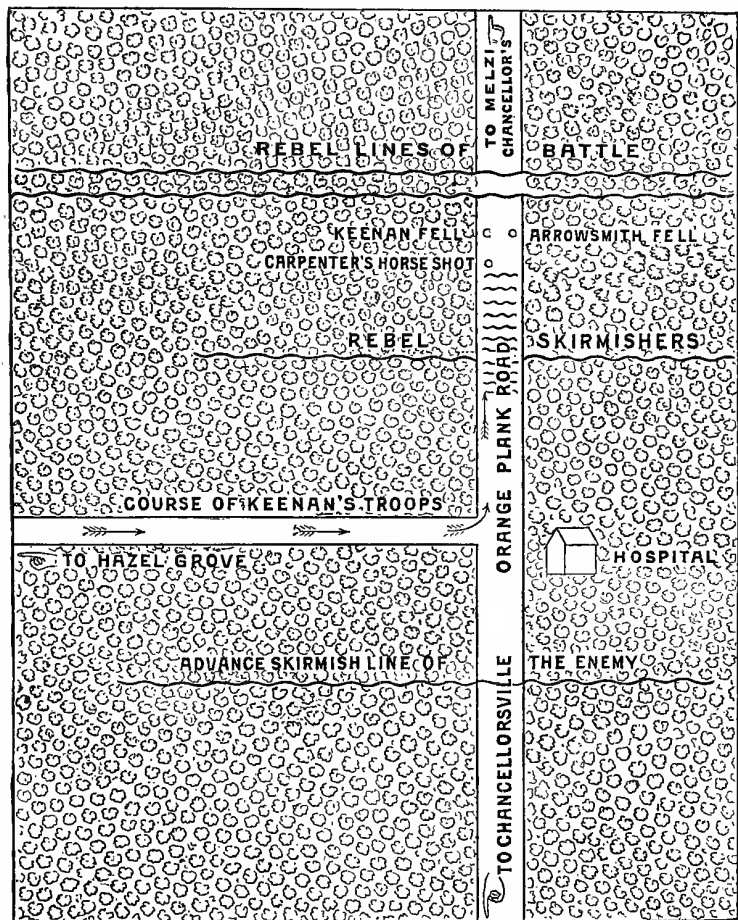 TO MELZI
CHANCELLOR'S
REBEL LINES OF BATTLE
KEENAN FELL
ARROWSMITH FELL
CARPENTER'S HORSE SHOT
REBEL SKIRMISHERS
ORANGE PLANK ROAD
COURSE OF KEENAN'S TROOPS
TO HAZEL GROVE
HOSPITAL
ADVANCE SKIRMISH LINE OF THE ENEMY
TO CHANCELLORSVILLE